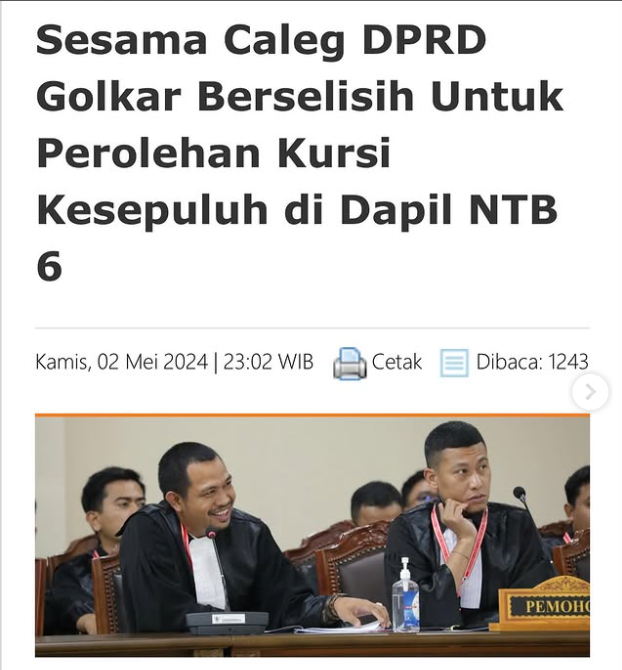 Sesama Caleg DPRD
Golkar Berselisih Untuk
Perolehan Kursi
Kesepuluh di Dapil NTB
6
Kamis, 02 Mei 2024 | 23:02 WIB Cetak Dibaca: 1243
PEMOHO